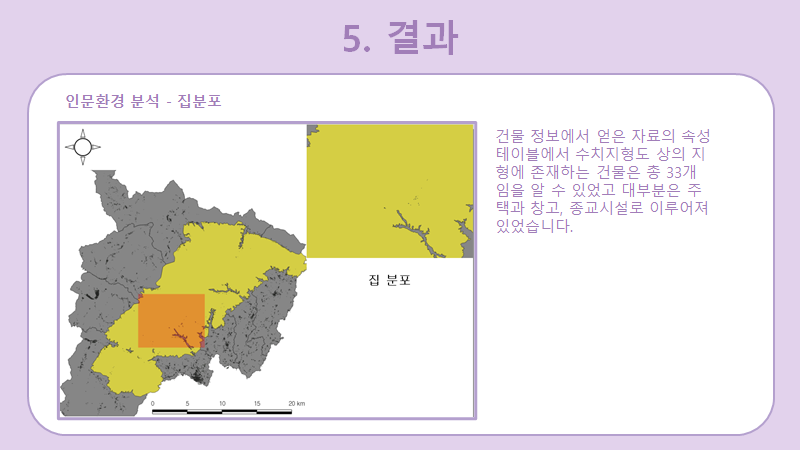 5. 결과
인문환경 분석 - 집분포
건물 정보에서 얻은 자료의 속성
테이블에서 수치지형도 상의 지
형에 존재하는 건물은 총 33개
임을 알 수 있었고 대부분은 주
택과 창고, 종교시설로 이루어져
있었습니다.
집 분포
0 5 10 15 20 km